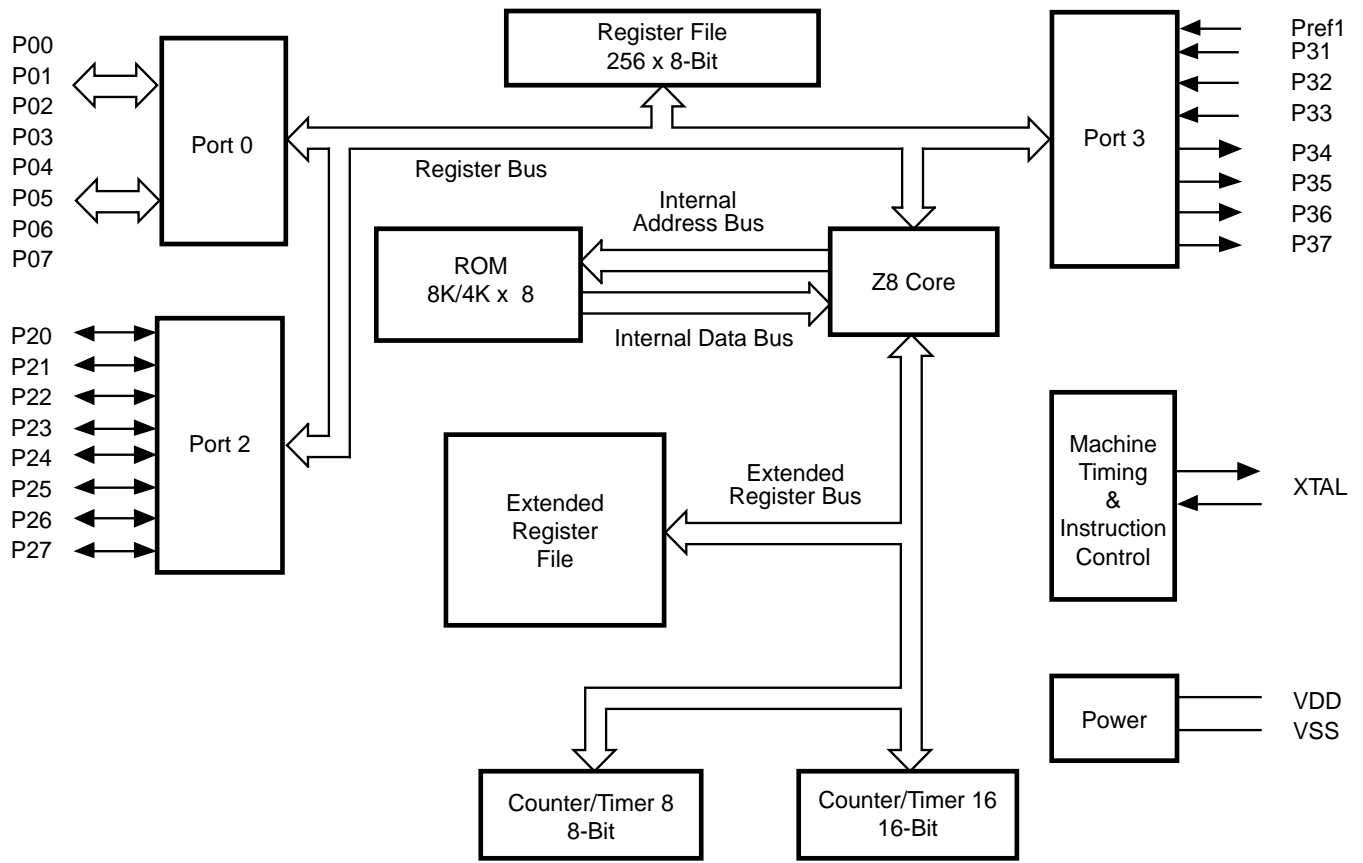 P00
P01
P02
P03
P04
P05
P06
P07
Port 0
Register File
256 x 8-Bit
Port 3
Pref1
P31
P32
P33
P34
P35
P36
P37
Register Bus
Internal
Address Bus
ROM
8K/4K x 8
Z8 Core
Internal Data Bus
P20
P21
P22
P23
P24
P25
P26
P27
Port 2
Extended
Register
File
Extended
Register Bus
Machine
Timing
&
Instruction
Control
XTAL
Power
VDD
VSS
Counter/Timer 8
8-Bit
Counter/Timer 16
16-Bit